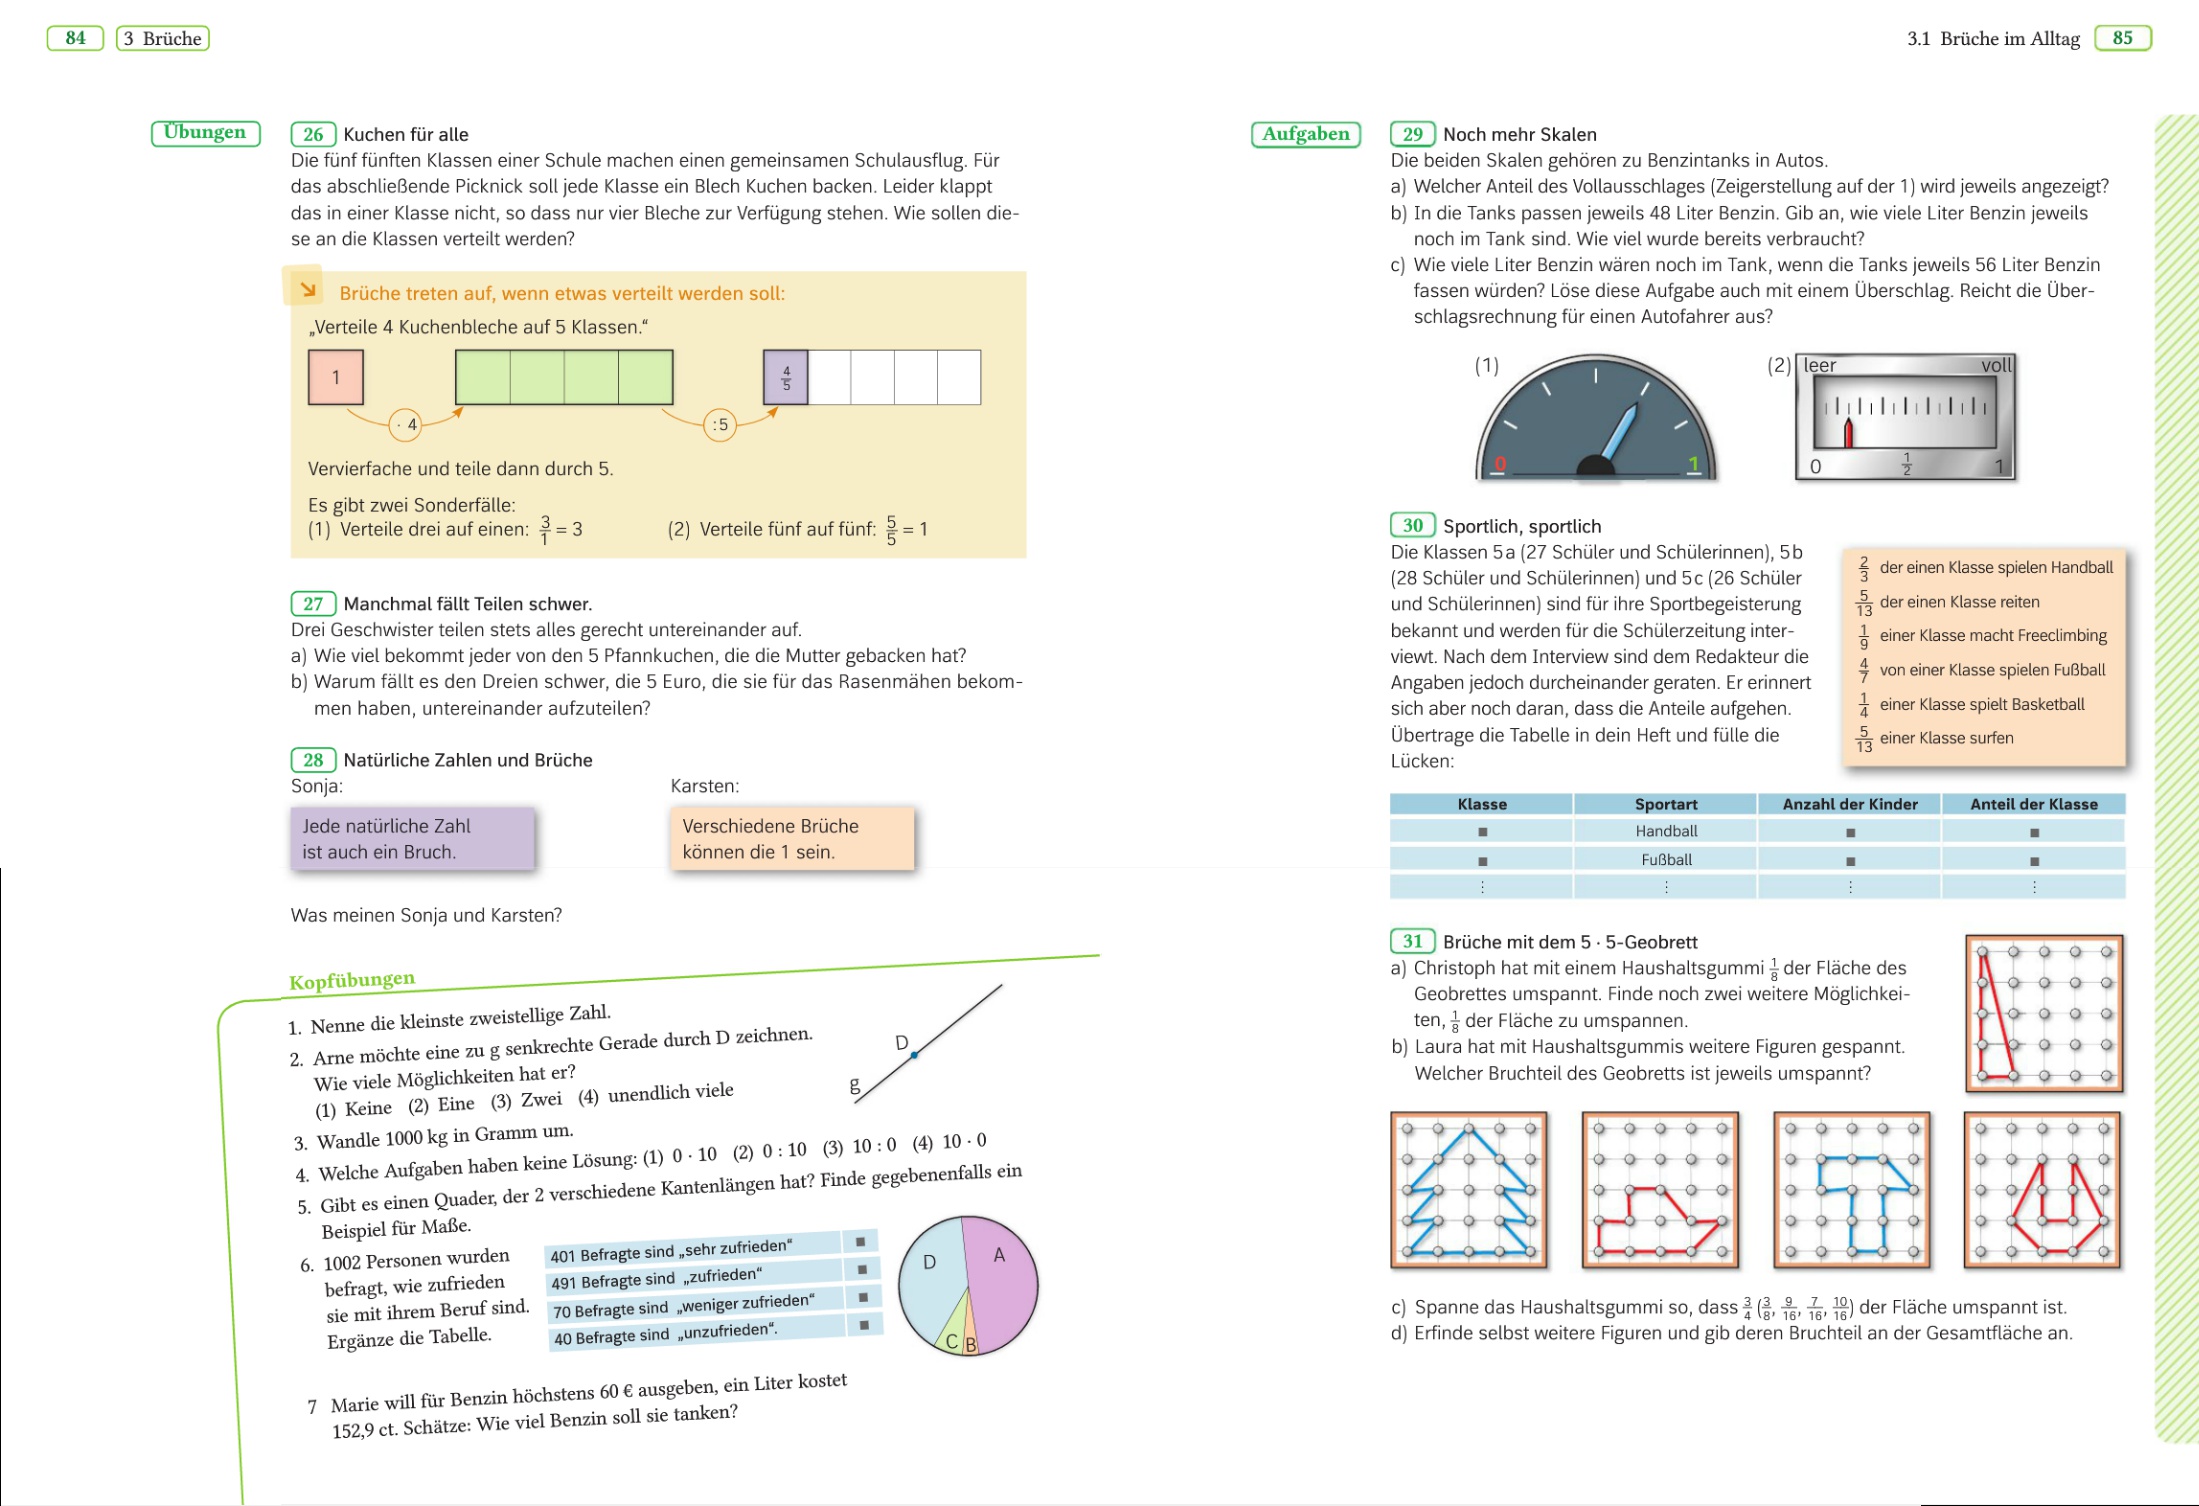 84 3 Brüche
Übungen
26 Kuchen für alle
Die fünf fünften Klassen einer Schule machen einen gemeinsamen Schulausflug. Für
das abschließende Picknick soll jede Klasse ein Blech Kuchen backen. Leider klappt
das in einer Klasse nicht, so dass nur vier Bleche zur Verfügung stehen. Wie sollen die-
se an die Klassen verteilt werden?
Brüche treten auf, wenn etwas verteilt werden soll:
„Verteile 4 Kuchenbleche auf 5 Klassen.“
1 4/5
· 4 :5
Vervierfache und teile dann durch 5.
Es gibt zwei Sonderfälle:
(1) Verteile drei auf einen: 3/1 = 3 (2) Verteile fünf auf fünf: 5/5 = 1
27 Manchmal fällt Teilen schwer.
Drei Geschwister teilen stets alles gerecht untereinander auf.
a) Wie viel bekommt jeder von den 5 Pfannkuchen, die die Mutter gebacken hat?
b) Warum fällt es den Dreien schwer, die 5 Euro, die sie für das Rasenmähen bekom-
men haben, untereinander aufzuteilen?
28 Natürliche Zahlen und Brüche
Sonja: Karsten:
Jede natürliche Zahl
ist auch ein Bruch.
Verschiedene Brüche
können die 1 sein.
Was meinen Sonja und Karsten?
Kopfübungen
1. Nenne die kleinste zweistellige Zahl.
2. Arne möchte eine zu g senkrechte Gerade durch D zeichnen.
Wie viele Möglichkeiten hat er?
(1) Keine (2) Eine (3) Zwei (4) unendlich viele
D
g
3. Wandle 1000 kg in Gramm um.
4. Welche Aufgaben haben keine Lösung: (1) 0 · 10 (2) 0 : 10 (3) 10 : 0 (4) 10 · 0
5. Gibt es einen Quader, der 2 verschiedene Kantenlängen hat? Finde gegebenenfalls ein
Beispiel für Maße.
6. 1002 Personen wurden
befragt, wie zufrieden
sie mit ihrem Beruf sind.
Ergänze die Tabelle.
401 Befragte sind „sehr zufrieden“ ■
491 Befragte sind „zufrieden“ ■
70 Befragte sind „weniger zufrieden“ ■
40 Befragte sind „unzufrieden“. ■
D A
C B
7 Marie will für Benzin höchstens 60 € ausgeben, ein Liter kostet
152,9 ct. Schätze: Wie viel Benzin soll sie tanken?
3.1 Brüche im Alltag 85
Aufgaben
29 Noch mehr Skalen
Die beiden Skalen gehören zu Benzintanks in Autos.
a) Welcher Anteil des Vollausschlages (Zeigerstellung auf der 1) wird jeweils angezeigt?
b) In die Tanks passen jeweils 48 Liter Benzin. Gib an, wie viele Liter Benzin jeweils
noch im Tank sind. Wie viel wurde bereits verbraucht?
c) Wie viele Liter Benzin wären noch im Tank, wenn die Tanks jeweils 56 Liter Benzin
fassen würden? Löse diese Aufgabe auch mit einem Überschlag. Reicht die Über-
schlagsrechnung für einen Autofahrer aus?
(1) 0 1
(2) leer voll
0 1/2 1
30 Sportlich, sportlich
Die Klassen 5 a (27 Schüler und Schülerinnen), 5 b
(28 Schüler und Schülerinnen) und 5 c (26 Schüler
und Schülerinnen) sind für ihre Sportbegeisterung
bekannt und werden für die Schülerzeitung inter-
viewt. Nach dem Interview sind dem Redakteur die
Angaben jedoch durcheinander geraten. Er erinnert
sich aber noch daran, dass die Anteile aufgehen.
Übertrage die Tabelle in dein Heft und fülle die
Lücken:
2/3 der einen Klasse spielen Handball
5/13 der einen Klasse reiten
1/9 einer Klasse macht Freeclimbing
4/7 von einer Klasse spielen Fußball
1/4 einer Klasse spielt Basketball
5/13 einer Klasse surfen
Klasse Sportart Anzahl der Kinder Anteil der Klasse
■ Handball ■ ■
■ Fußball ■ ■
⋮ ⋮ ⋮ ⋮
31 Brüche mit dem 5 · 5-Geobrett
a) Christoph hat mit einem Haushaltsgummi 1/8 der Fläche des
Geobrettes umspannt. Finde noch zwei weitere Möglichkei-
ten, 1/8 der Fläche zu umspannen.
b) Laura hat mit Haushaltsgummis weitere Figuren gespannt.
Welcher Bruchteil des Geobretts ist jeweils umspannt?
c) Spanne das Haushaltsgummi so, dass 3/4 (3/8, 9/16, 7/16, 10/16) der Fläche umspannt ist.
d) Erfinde selbst weitere Figuren und gib deren Bruchteil an der Gesamtfläche an.